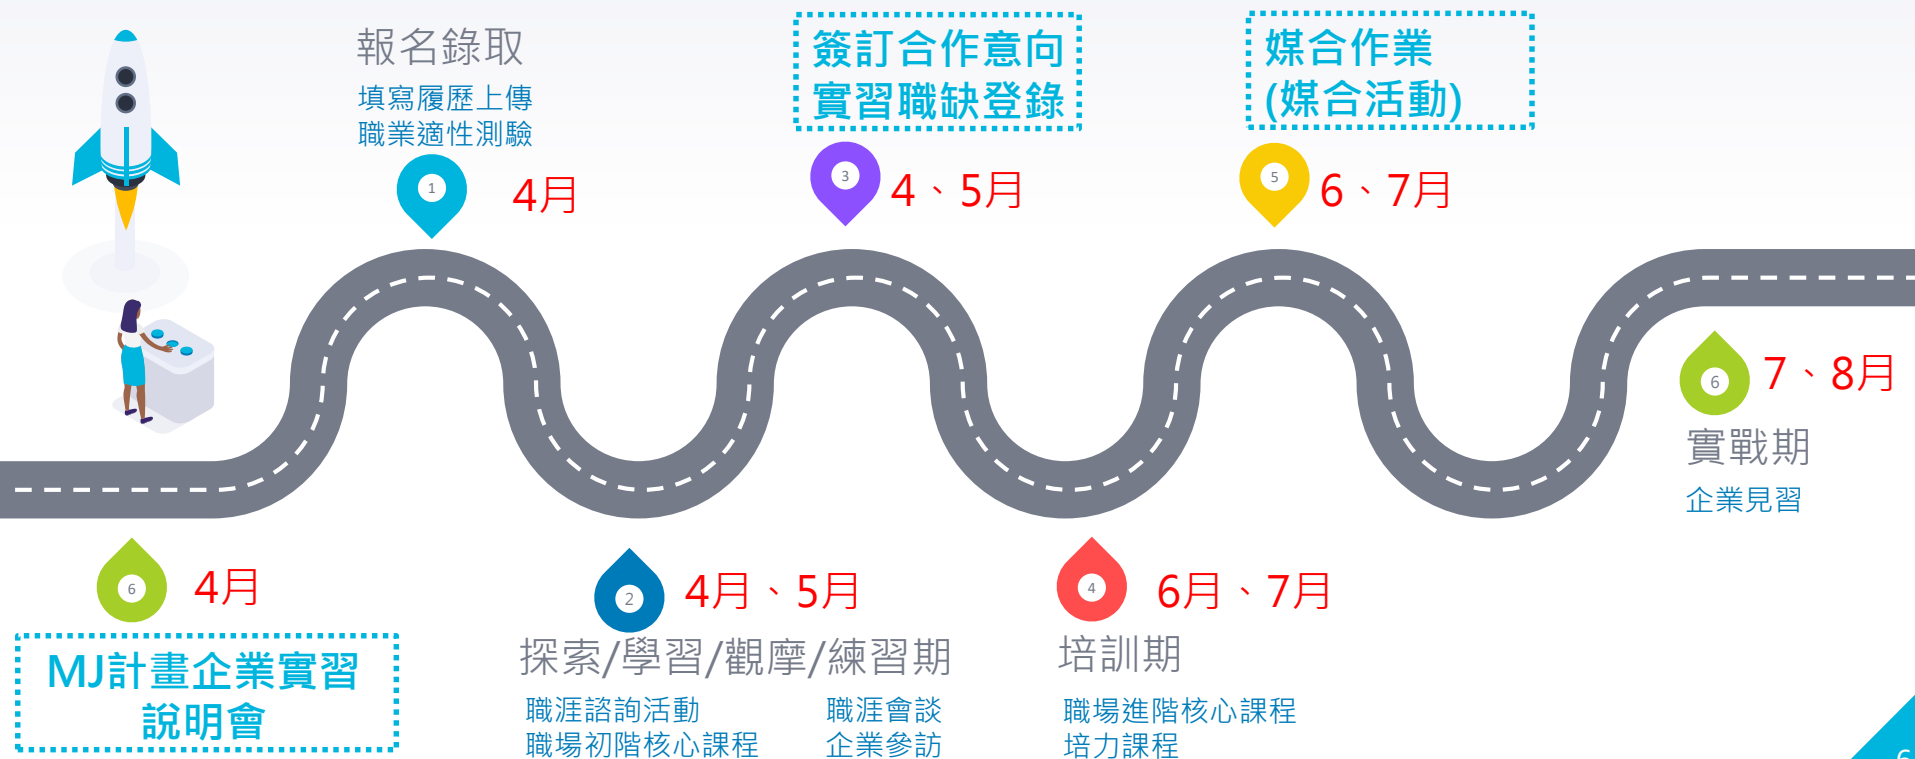 報名錄取
填寫履歷上傳
職業適性測驗
1
4月
簽訂合作意向
實習職缺登錄
3
4、5月
媒合作業
(媒合活動)
5
6、7月
6
7、8月
實戰期
企業見習
6
4月
MJ計畫企業實習
說明會
2
4月、5月
探索/學習/觀摩/練習期
職涯諮詢活動
職場初階核心課程
職涯會談
企業參訪
4
6月、7月
培訓期
職場進階核心課程
培力課程
6